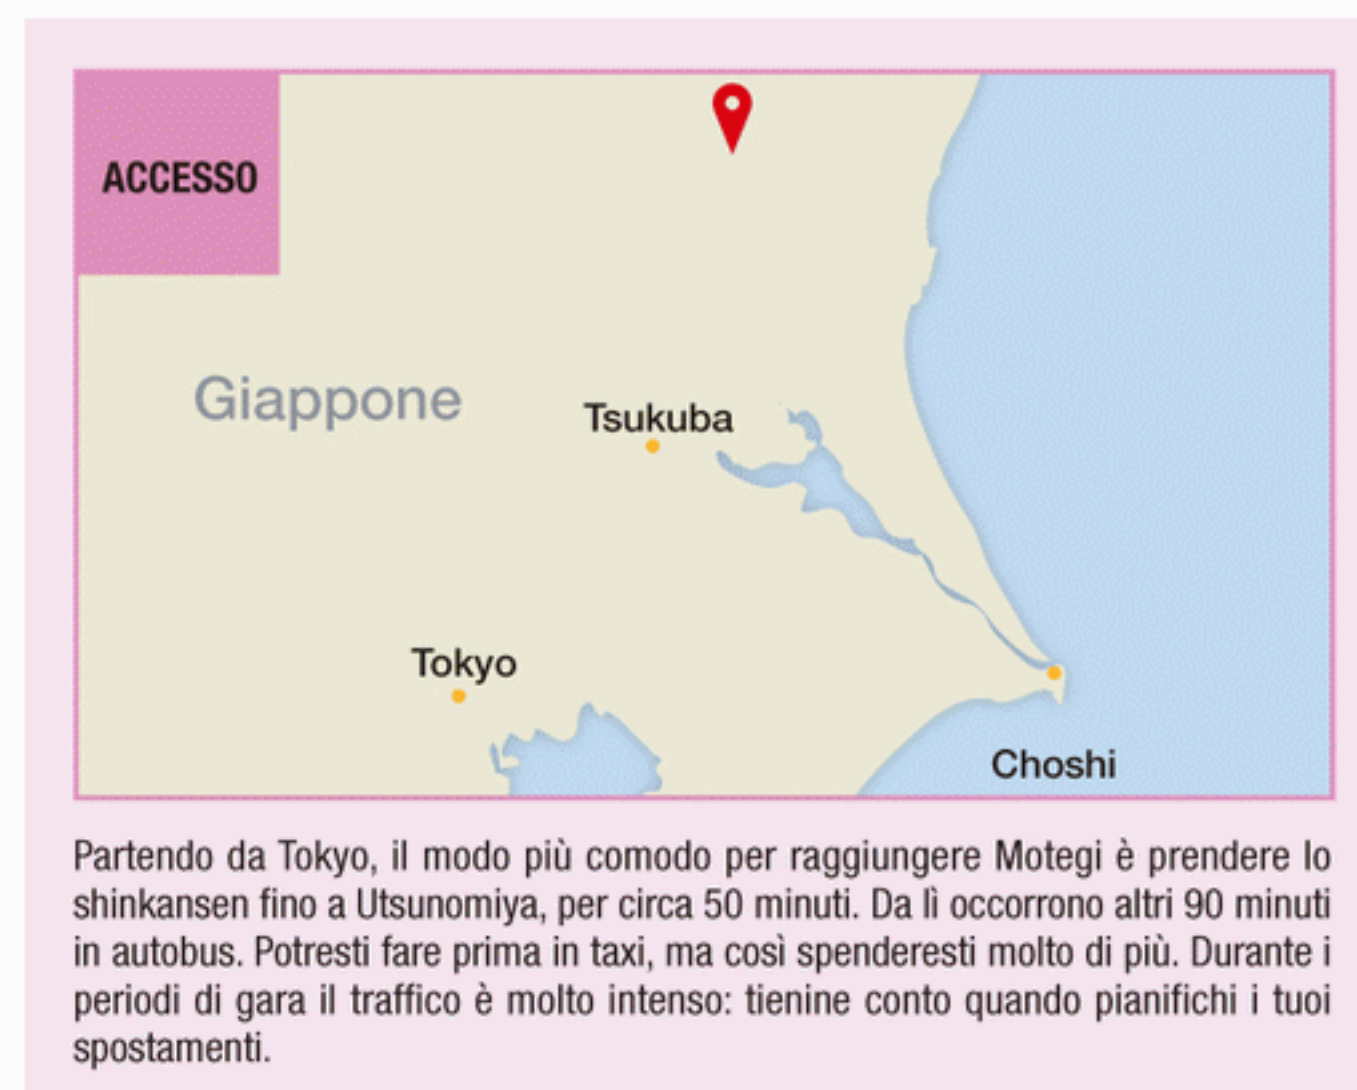 ACCESSO
Giappone
Tsukuba
Tokyo
Choshi
Partendo da Tokyo, il modo più comodo per raggiungere Motegi è prendere lo
shinkansen fino a Utsunomiya, per circa 50 minuti. Da lì occorrono altri 90 minuti
in autobus. Potresti fare prima in taxi, ma così spenderesti molto di più. Durante i
periodi di gara il traffico è molto intenso: tienine conto quando pianifichi i tuoi
spostamenti.